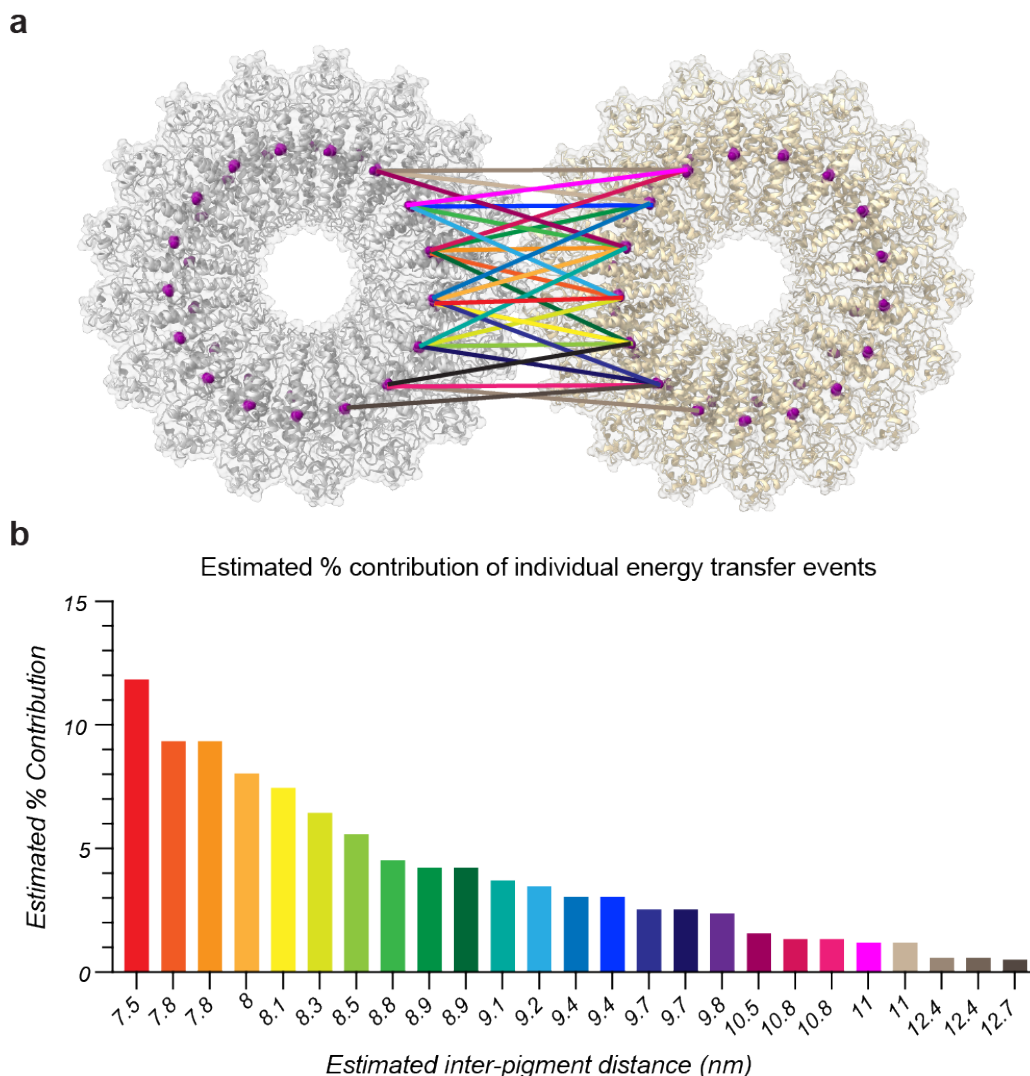 a
b
Estimated % contribution of individual energy transfer events
15
10
5
0
Estimated % Contribution
7.5 7.8 7.8 8 8.1 8.3 8.5 8.8 8.9 8.9 9.1 9.2 9.4 9.4 9.7 9.7 9.8 10.5 10.8 10.8 11 11 12.4 12.4 12.7
Estimated inter-pigment distance (nm)